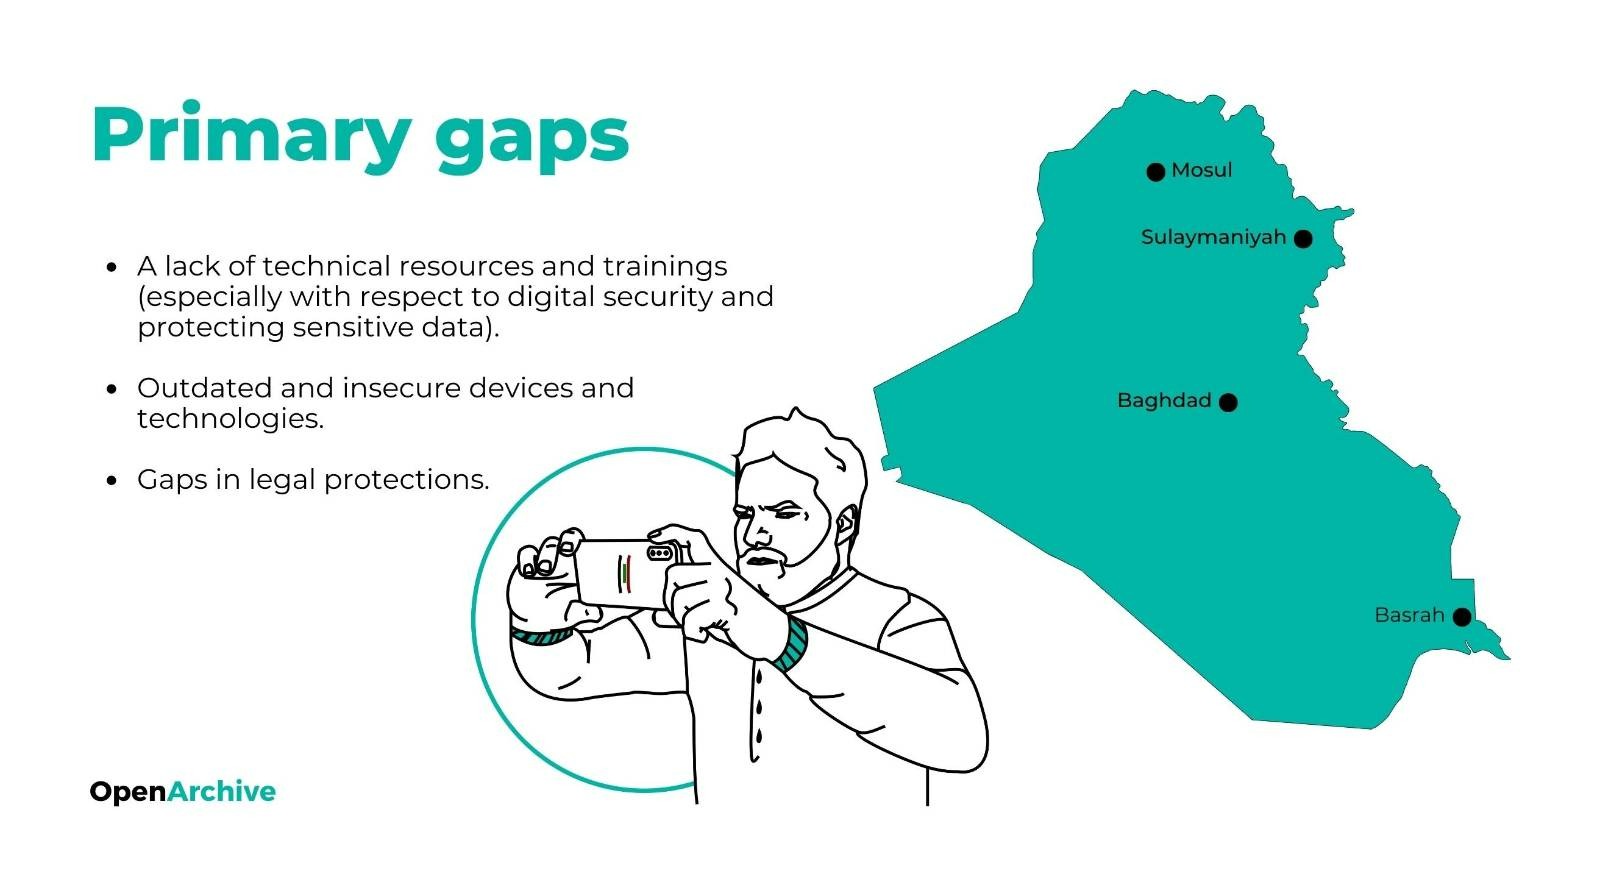 Primary gaps
• A lack of technical resources and trainings
(especially with respect to digital security and
protecting sensitive data).
• Outdated and insecure devices and
technologies.
• Gaps in legal protections.
Mosul
Sulaymaniyah
Baghdad
Basrah
OpenArchive